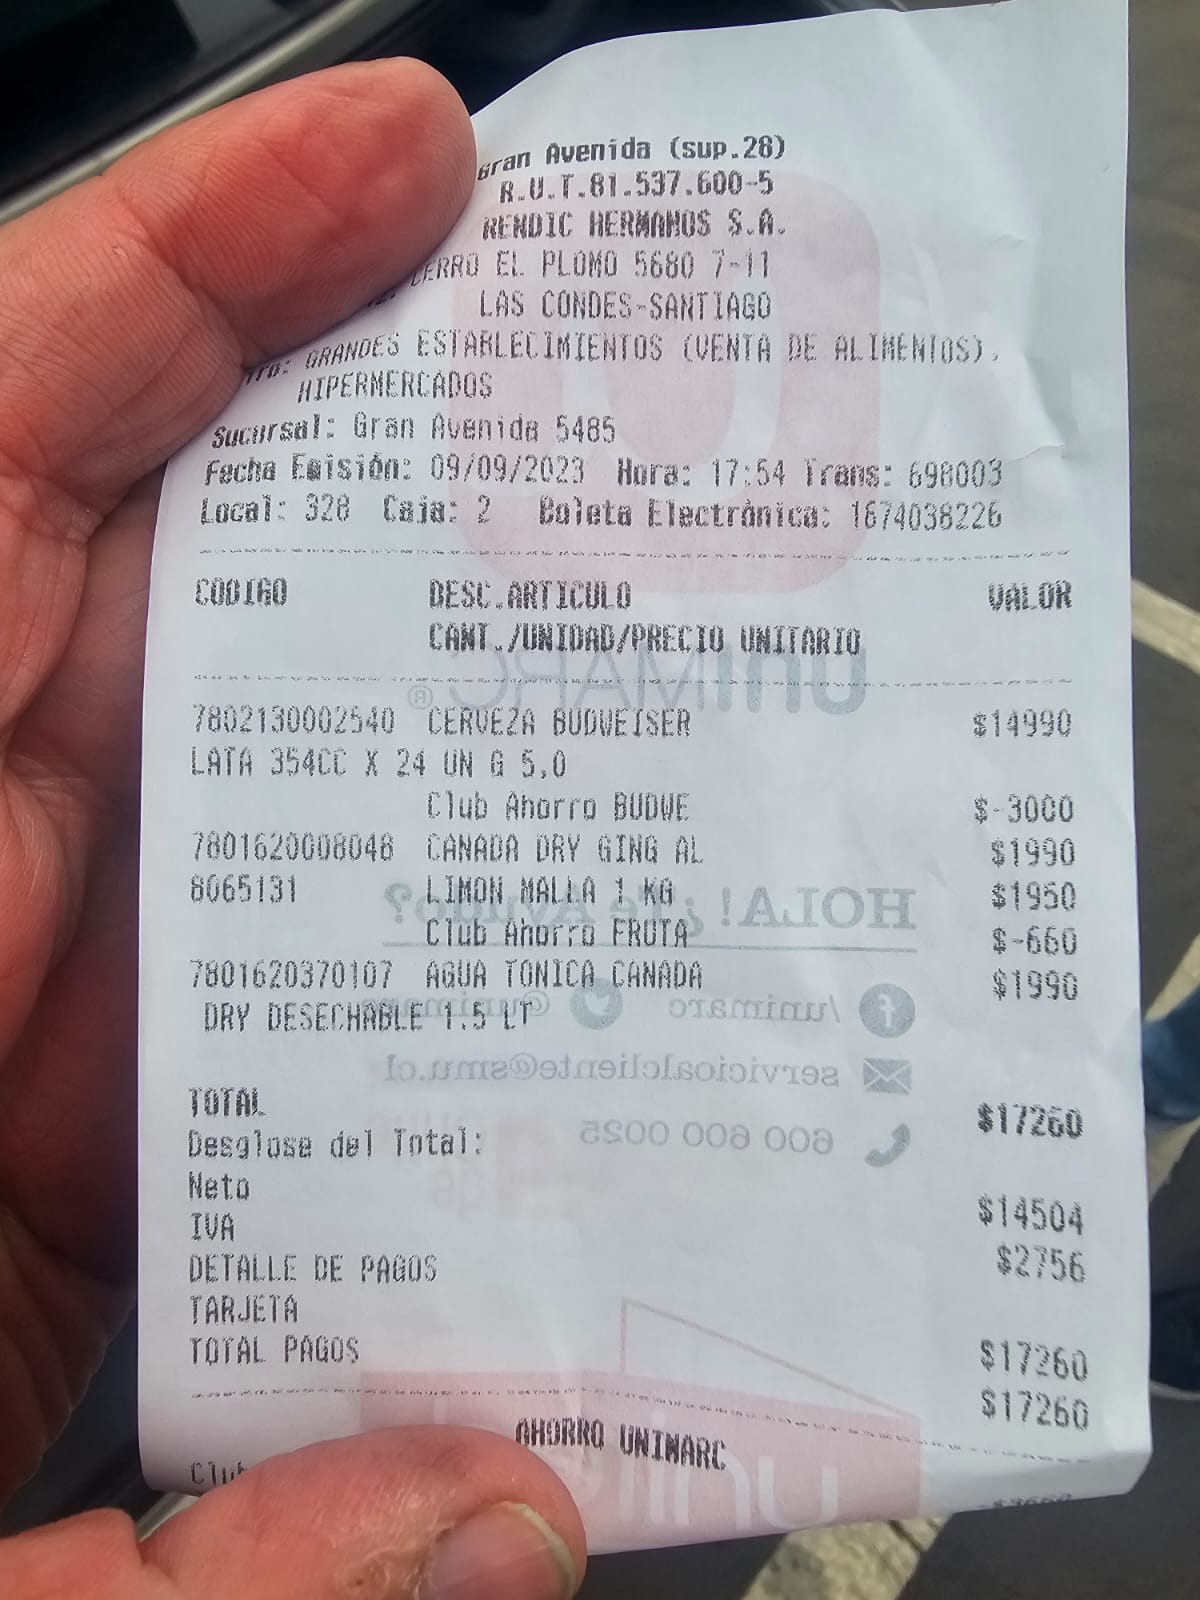 Gran Avenida (sup.28)
R.U.T.81.537.600-5
RENDIC HERMANOS S.A.
CERRO EL PLOMO 5680 7-11
LAS CONDES-SANTIAGO
GRANDES ESTABLECIMIENTOS (VENTA DE ALIMENTOS),
HIPERMERCADOS
Sucursal: Gran Avenida 5485
Fecha Emisión: 09/09/2023 Hora: 17:54 Trans: 698003
Local: 328 Caja: 2 Boleta Electrónica: 1674038226
CODIGO DESC.ARTICULO VALOR
CANT./UNIDAD/PRECIO UNITARIO
uniMARC®
7802130002540 CERVEZA BUDWEISER $14990
LATA 354CC X 24 UN G 5,0
Club Ahorro BUDWE $-3000
7801620008048 CANADA DRY GING AL $1990
8065131 LIMON MALLA 1 KG $1950
HOLA!
Club Ahorro FRUTA $-660
7801620370107 AGUA TONICA CANADA $1990
/unimarc @unimarc
DRY DESECHABLE 1.5 LT
servicioalcliente@smu.cl
TOTAL $17260
600 600 0025
Desglose del Total:
Neto $14504
IVA $2756
DETALLE DE PAGOS
TARJETA $17260
TOTAL PAGOS $17260
AHORRO UNIMARC